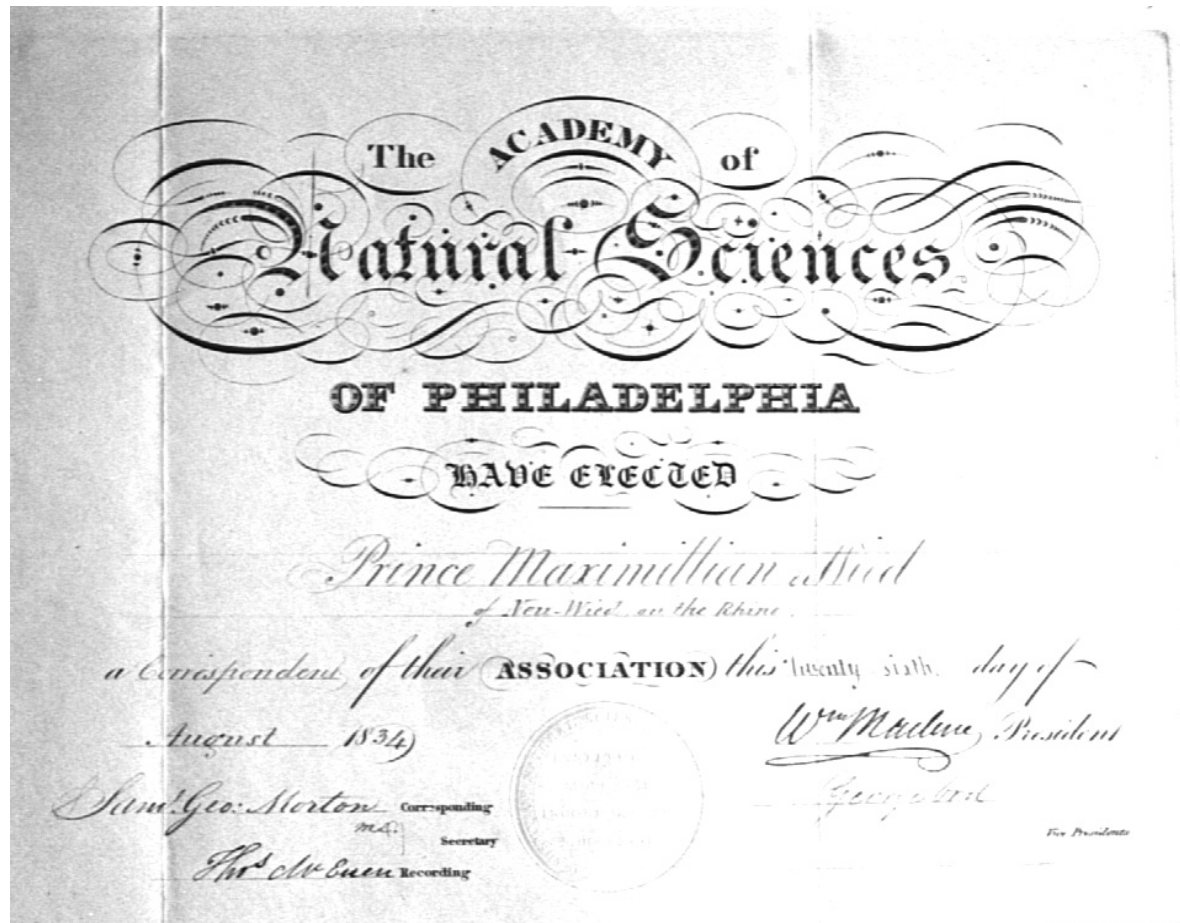 The ACADEMY of
Natural Sciences
OF PHILADELPHIA
HAVE ELECTED
Prince Maximillian Wied
of Neu-Wied on the Rhine.
a Correspondent of their ASSOCIATION this twenty sixth day of
August 1834
Wm Maclure, President
Saml. Geo: Morton Corresponding
George Ord
M.D.
Secretary
Vice Presidents
Thos McEuen Recording